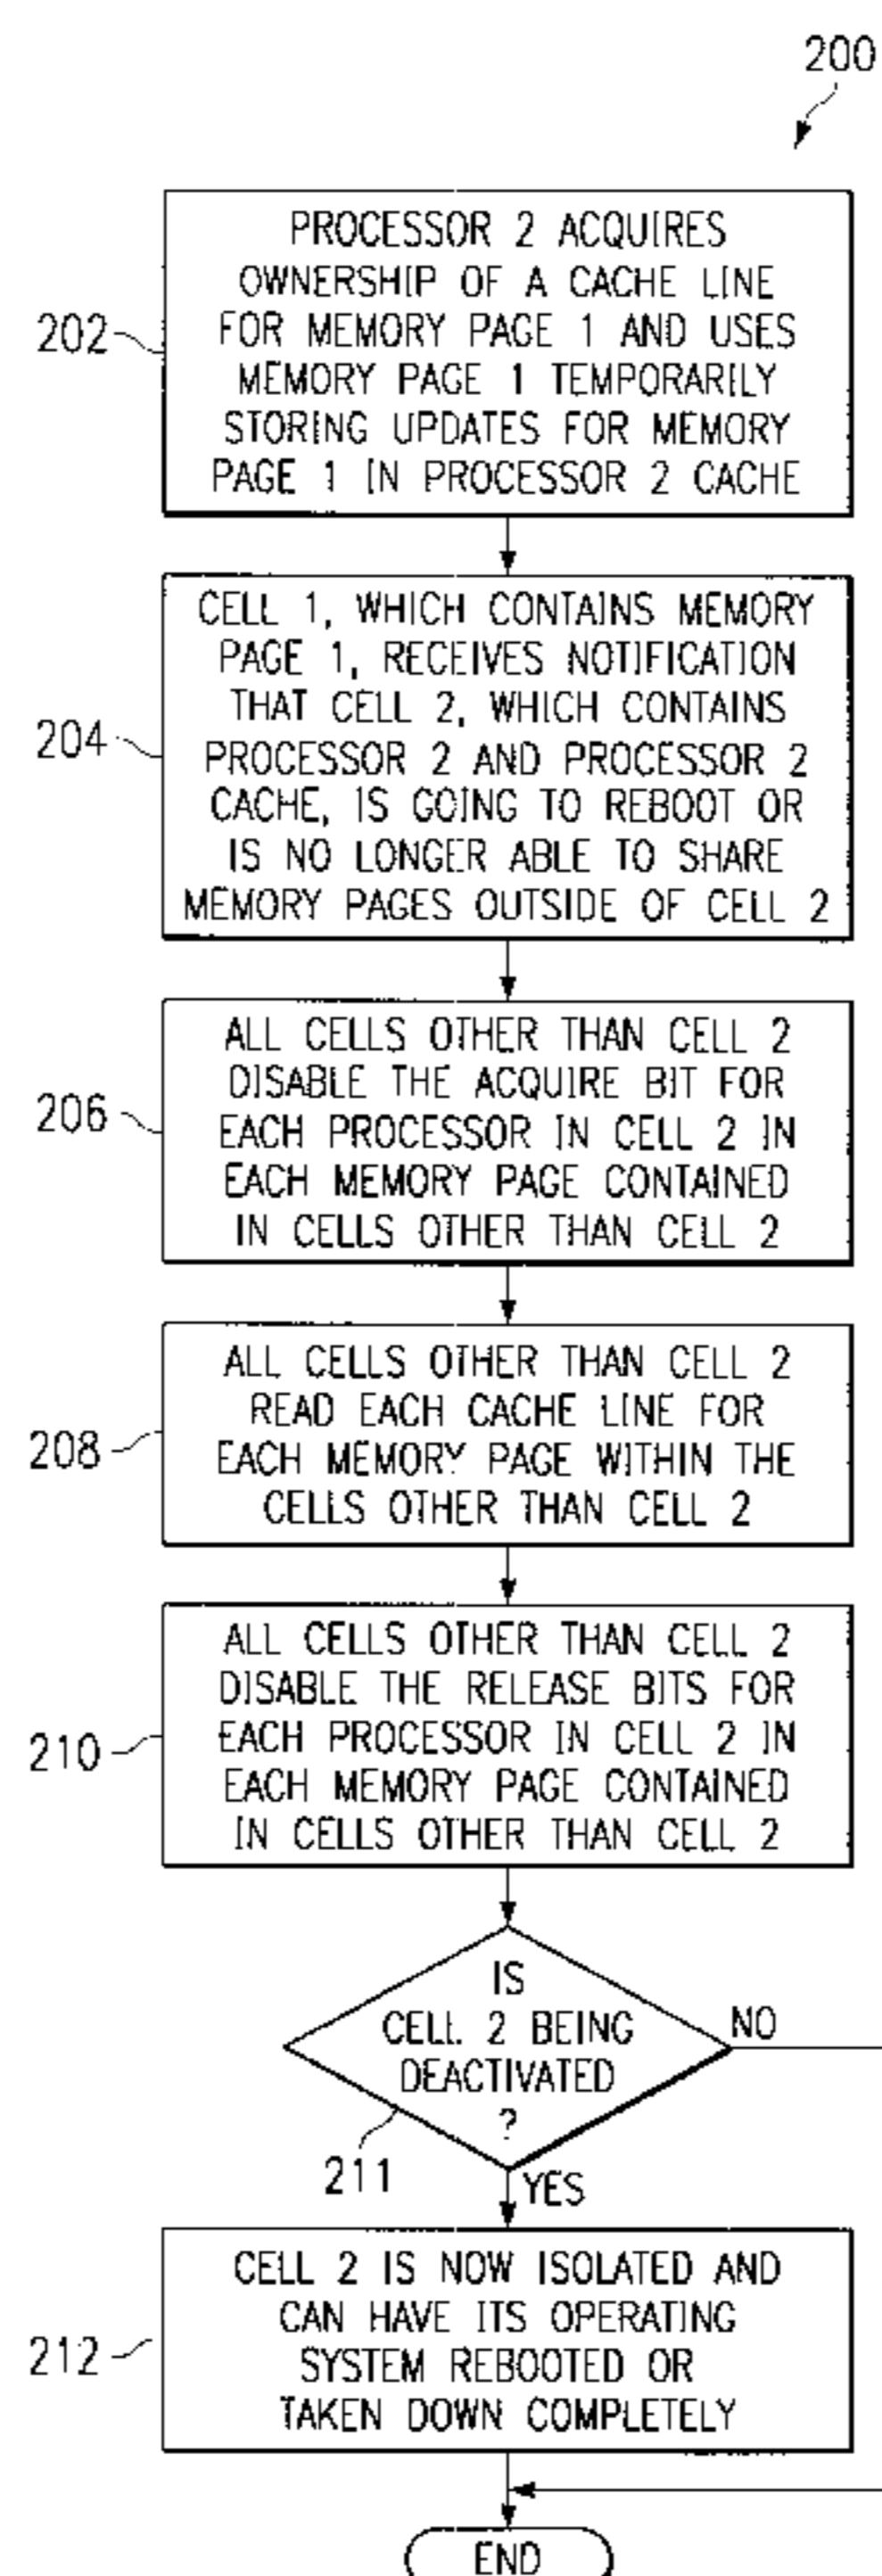 200
202
PROCESSOR 2 ACQUIRES
OWNERSHIP OF A CACHE LINE
FOR MEMORY PAGE 1 AND USES
MEMORY PAGE 1 TEMPORARILY
STORING UPDATES FOR MEMORY
PAGE 1 IN PROCESSOR 2 CACHE
204
CELL 1, WHICH CONTAINS MEMORY
PAGE 1, RECEIVES NOTIFICATION
THAT CELL 2, WHICH CONTAINS
PROCESSOR 2 AND PROCESSOR 2
CACHE, IS GOING TO REBOOT OR
IS NO LONGER ABLE TO SHARE
MEMORY PAGES OUTSIDE OF CELL 2
206
ALL CELLS OTHER THAN CELL 2
DISABLE THE ACQUIRE BIT FOR
EACH PROCESSOR IN CELL 2 IN
EACH MEMORY PAGE CONTAINED
IN CELLS OTHER THAN CELL 2
208
ALL CELLS OTHER THAN CELL 2
READ EACH CACHE LINE FOR
EACH MEMORY PAGE WITHIN THE
CELLS OTHER THAN CELL 2
210
ALL CELLS OTHER THAN CELL 2
DISABLE THE RELEASE BITS FOR
EACH PROCESSOR IN CELL 2 IN
EACH MEMORY PAGE CONTAINED
IN CELLS OTHER THAN CELL 2
IS
CELL 2 BEING
DEACTIVATED
?
NO
211
YES
212
CELL 2 IS NOW ISOLATED AND
CAN HAVE ITS OPERATING
SYSTEM REBOOTED OR
TAKEN DOWN COMPLETELY
END